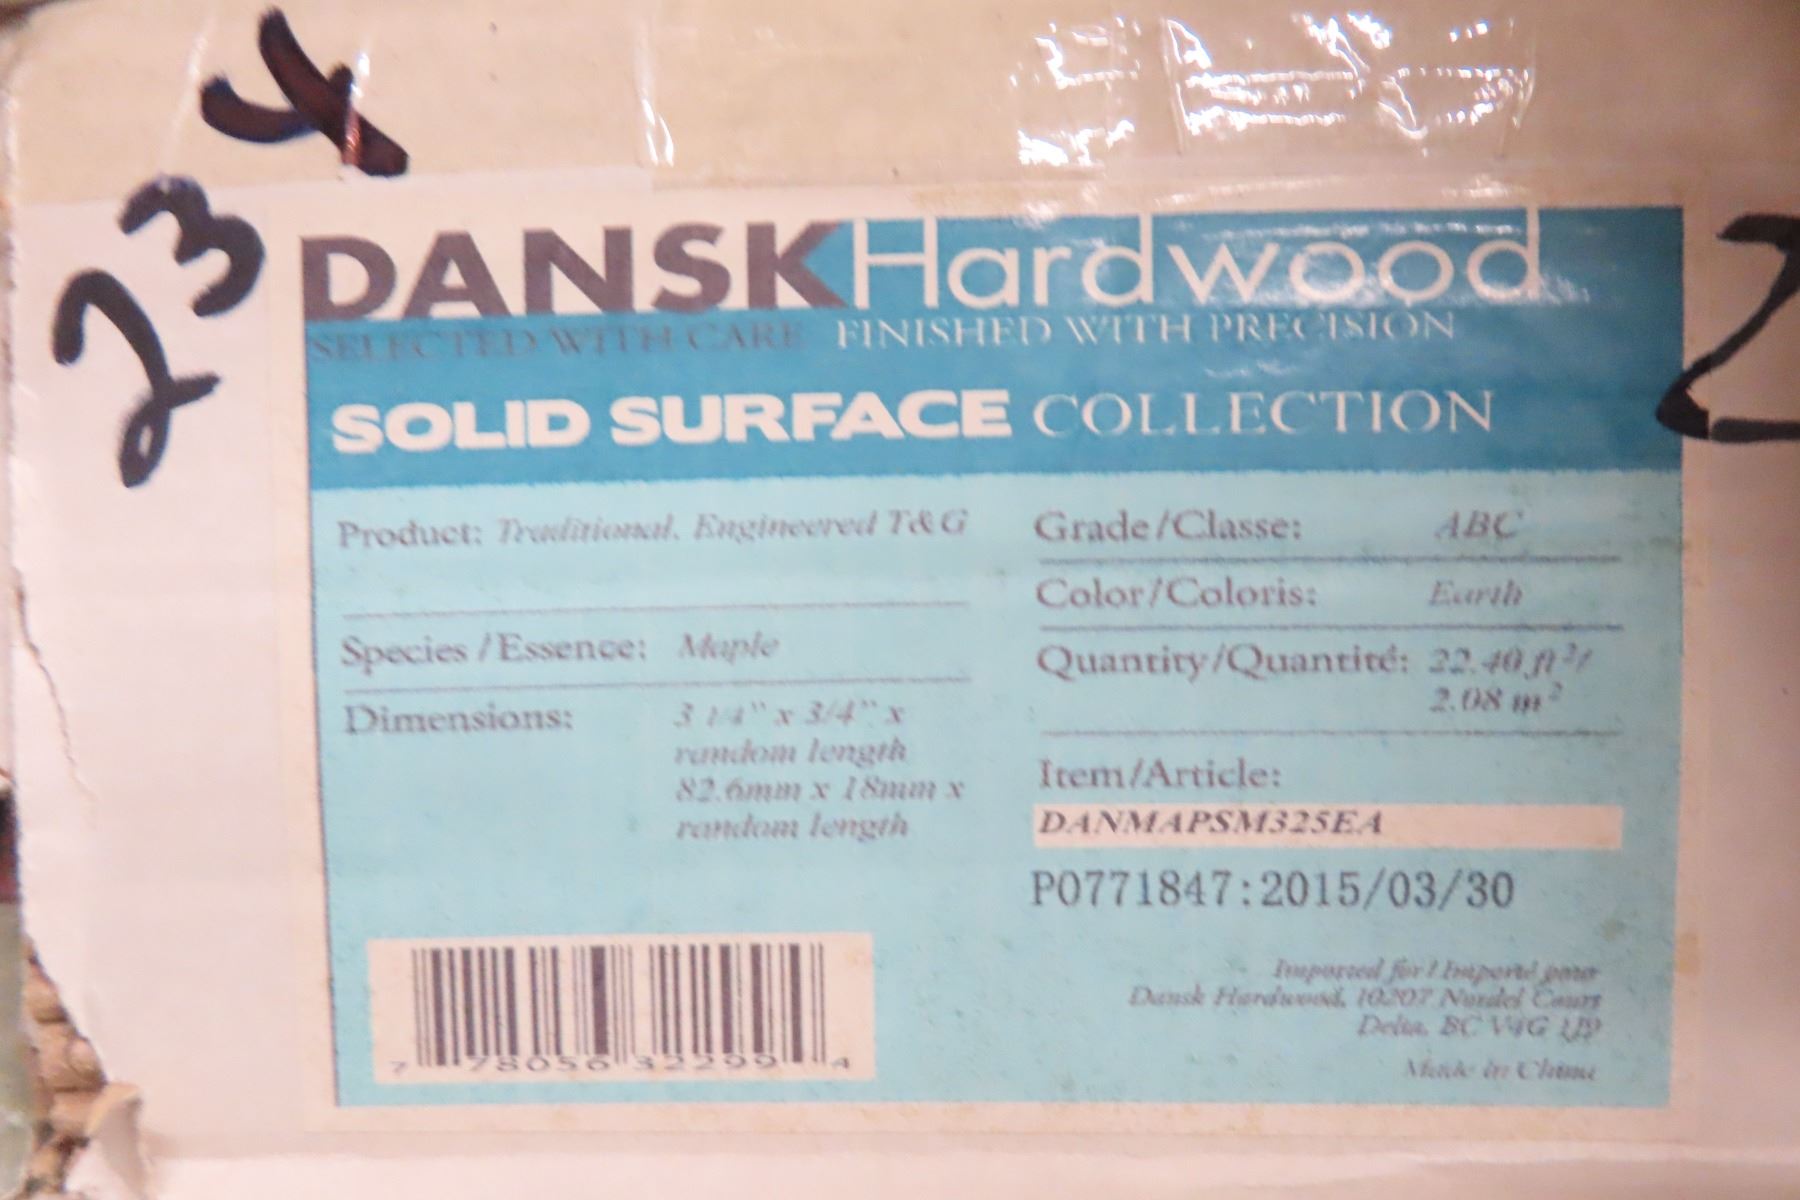 234
2
DANSK Hardwood
SELECTED WITH CARE FINISHED WITH PRECISION
SOLID SURFACE COLLECTION
Product: Traditional, Engineered T&G
Species/Essence: Maple
Dimensions: 3 1/4" x 3/4" x
random length
82.6mm x 18mm x
random length
Grade/Classe: ABC
Color/Coloris: Earth
Quantity/Quantité: 22.40 ft²/
2.08 m²
Item/Article:
DANMAPSM325EA
P0771847:2015/03/30
7 78056 32299 4
Imported for / Importé pour
Dansk Hardwood, 10207 Nordel Court
Delta, BC V4G 1J9
Made in China